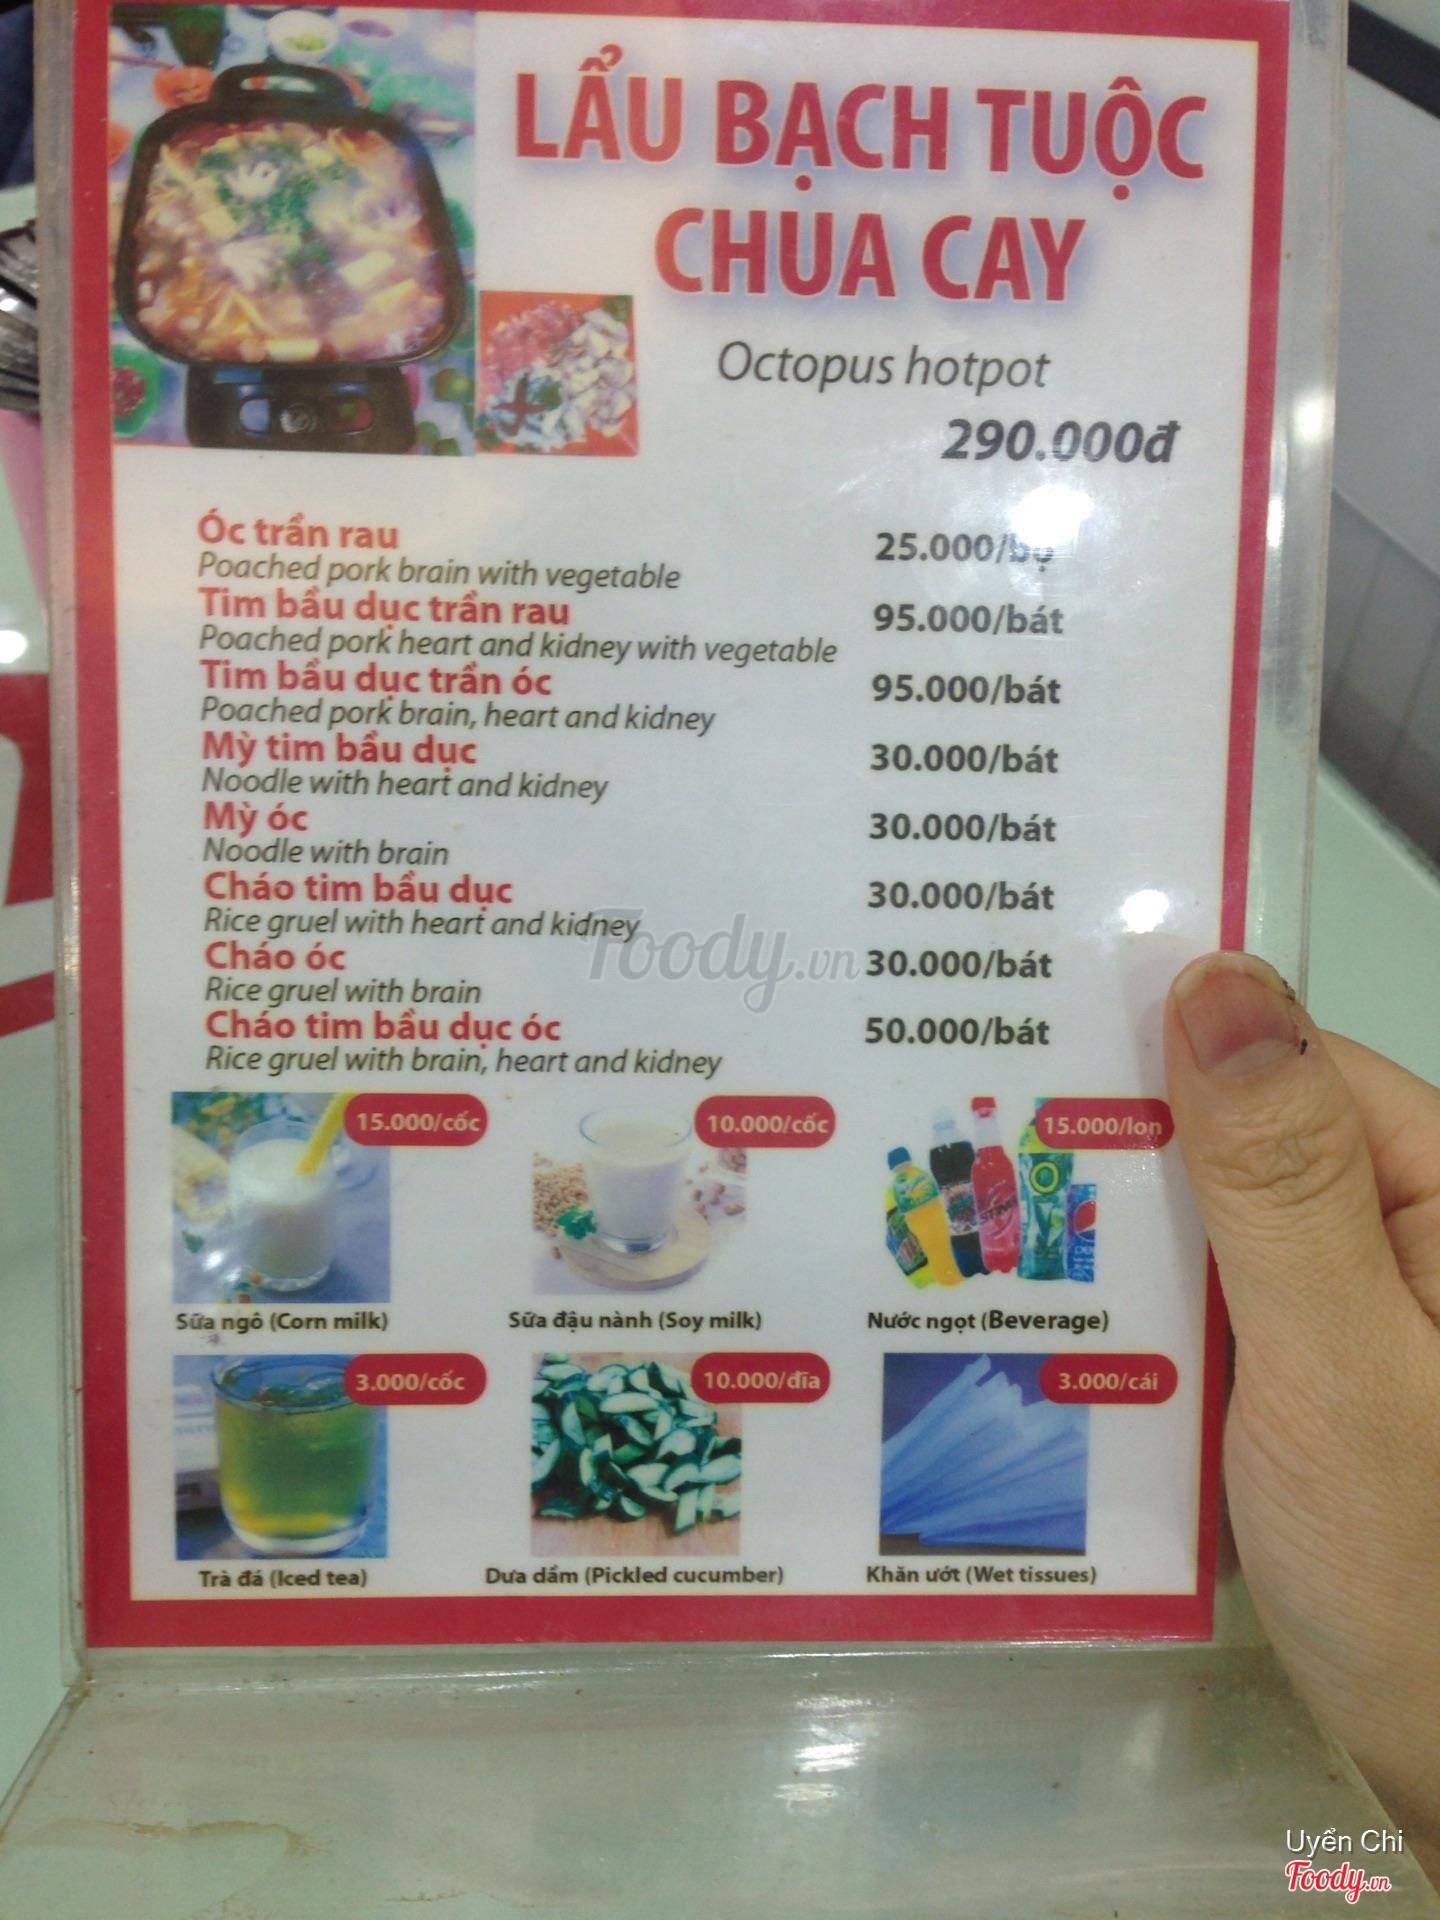 LẨU BẠCH TUỘC
CHUA CAY
Octopus hotpot
290.000đ
Óc trần rau 25.000/bộ
Poached pork brain with vegetable
Tim bầu dục trần rau 95.000/bát
Poached pork heart and kidney with vegetable
Tim bầu dục trần óc 95.000/bát
Poached pork brain, heart and kidney
Mỳ tim bầu dục 30.000/bát
Noodle with heart and kidney
Mỳ óc 30.000/bát
Noodle with brain
Cháo tim bầu dục 30.000/bát
Rice gruel with heart and kidney
Foody.vn
Cháo óc 30.000/bát
Rice gruel with brain
Cháo tim bầu dục óc 50.000/bát
Rice gruel with brain, heart and kidney
15.000/cốc 10.000/cốc 15.000/lon
Sữa ngô (Corn milk) Sữa đậu nành (Soy milk) Nước ngọt (Beverage)
3.000/cốc 10.000/đĩa 3.000/cái
Trà đá (Iced tea) Dưa dầm (Pickled cucumber) Khăn ướt (Wet tissues)
Uyển Chi
Foody.vn